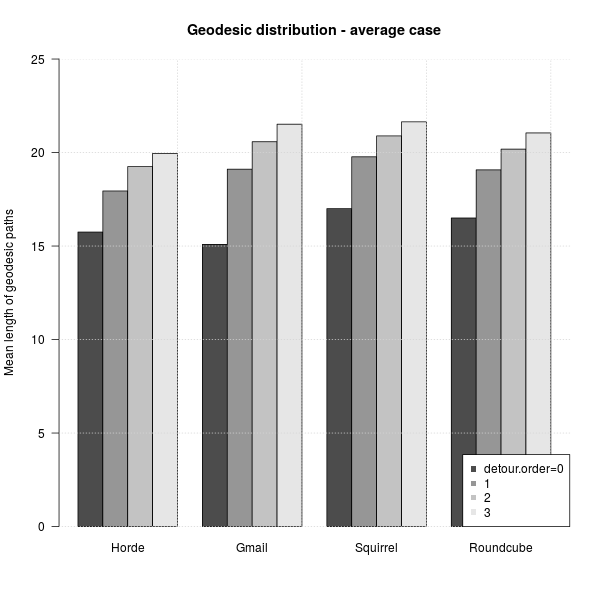 Geodesic distribution - average case
Mean length of geodesic paths
25
20
15
10
5
0
Horde Gmail Squirrel Roundcube
detour.order=0
1
2
3